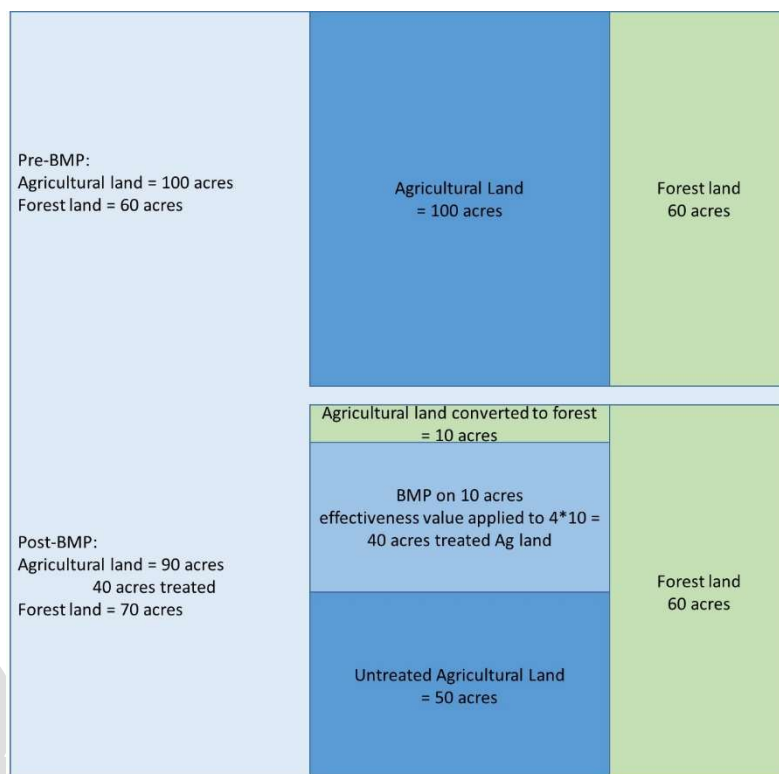 Pre-BMP:
Agricultural land = 100 acres
Forest land = 60 acres
Agricultural Land
= 100 acres
Forest land
60 acres
Post-BMP:
Agricultural land = 90 acres
40 acres treated
Forest land = 70 acres
Agricultural land converted to forest
= 10 acres
BMP on 10 acres
effectiveness value applied to 4*10 =
40 acres treated Ag land
Untreated Agricultural Land
= 50 acres
Forest land
60 acres